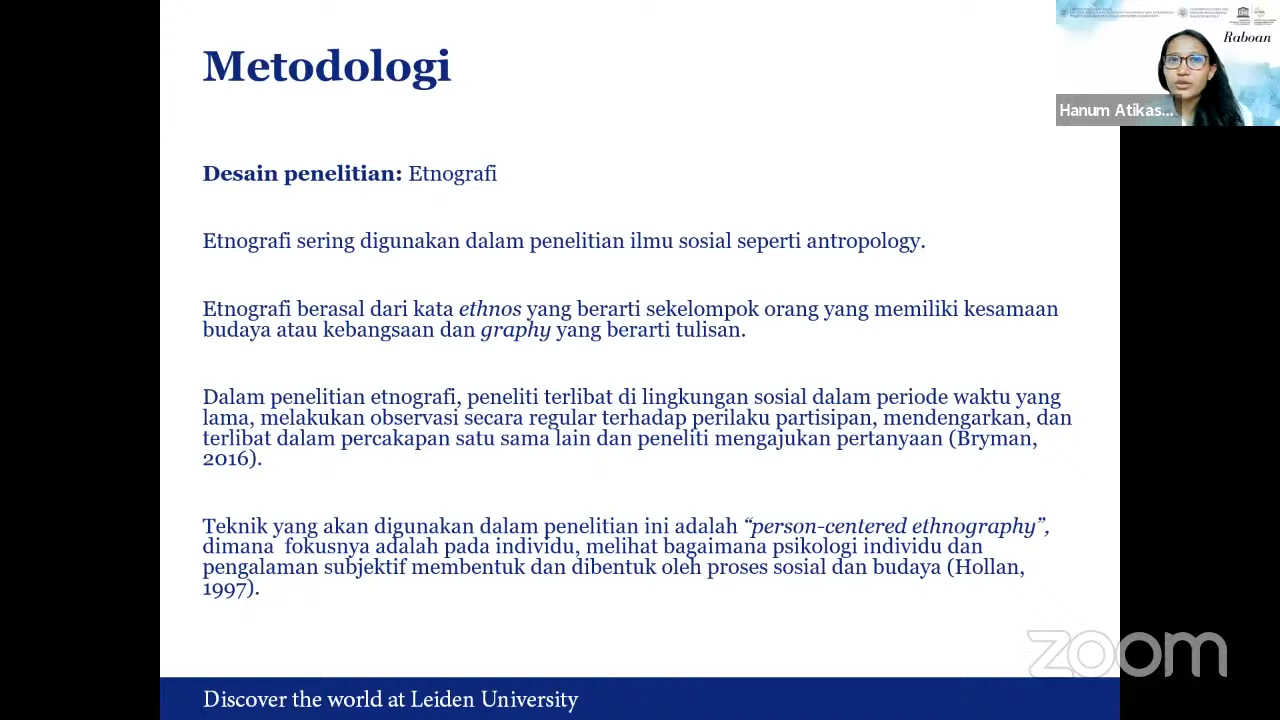 Metodologi
Raboan
Hanum Atikas...
Desain penelitian: Etnografi
Etnografi sering digunakan dalam penelitian ilmu sosial seperti antropology.
Etnografi berasal dari kata ethnos yang berarti sekelompok orang yang memiliki kesamaan
budaya atau kebangsaan dan graphy yang berarti tulisan.
Dalam penelitian etnografi, peneliti terlibat di lingkungan sosial dalam periode waktu yang
lama, melakukan observasi secara regular terhadap perilaku partisipan, mendengarkan, dan
terlibat dalam percakapan satu sama lain dan peneliti mengajukan pertanyaan (Bryman,
2016).
Teknik yang akan digunakan dalam penelitian ini adalah “person-centered ethnography”,
dimana  fokusnya adalah pada individu, melihat bagaimana psikologi individu dan
pengalaman subjektif membentuk dan dibentuk oleh proses sosial dan budaya (Hollan,
1997).
zoom
Discover the world at Leiden University